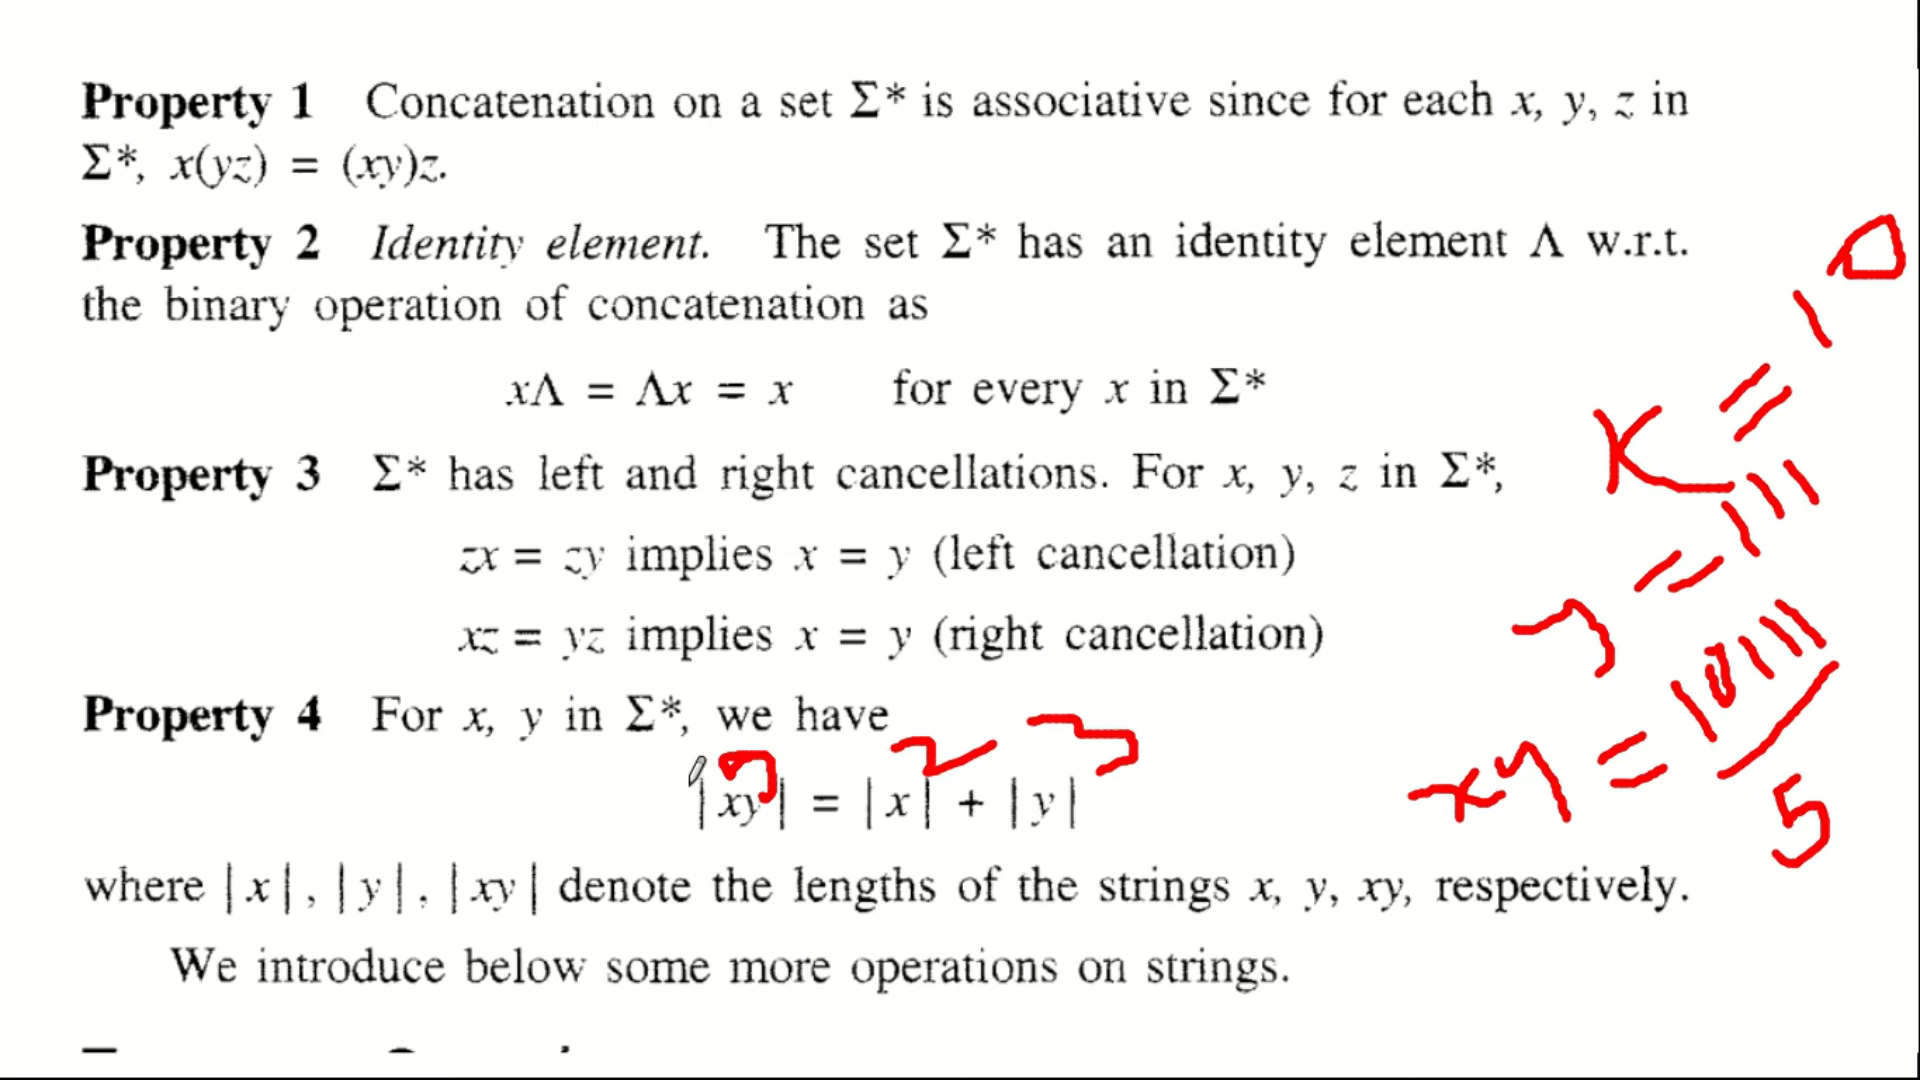 Property 1 Concatenation on a set Σ* is associative since for each x, y, z in
Σ*, x(yz) = (xy)z.
Property 2 Identity element. The set Σ* has an identity element Λ w.r.t.
the binary operation of concatenation as
xΛ = Λx = x for every x in Σ*
Property 3 Σ* has left and right cancellations. For x, y, z in Σ*,
zx = zy implies x = y (left cancellation)
xz = yz implies x = y (right cancellation)
Property 4 For x, y in Σ*, we have
|xy| = |x| + |y|
where |x|, |y|, |xy| denote the lengths of the strings x, y, xy, respectively.
We introduce below some more operations on strings.
2 3
= 10
y = 111
xy = 10111
5